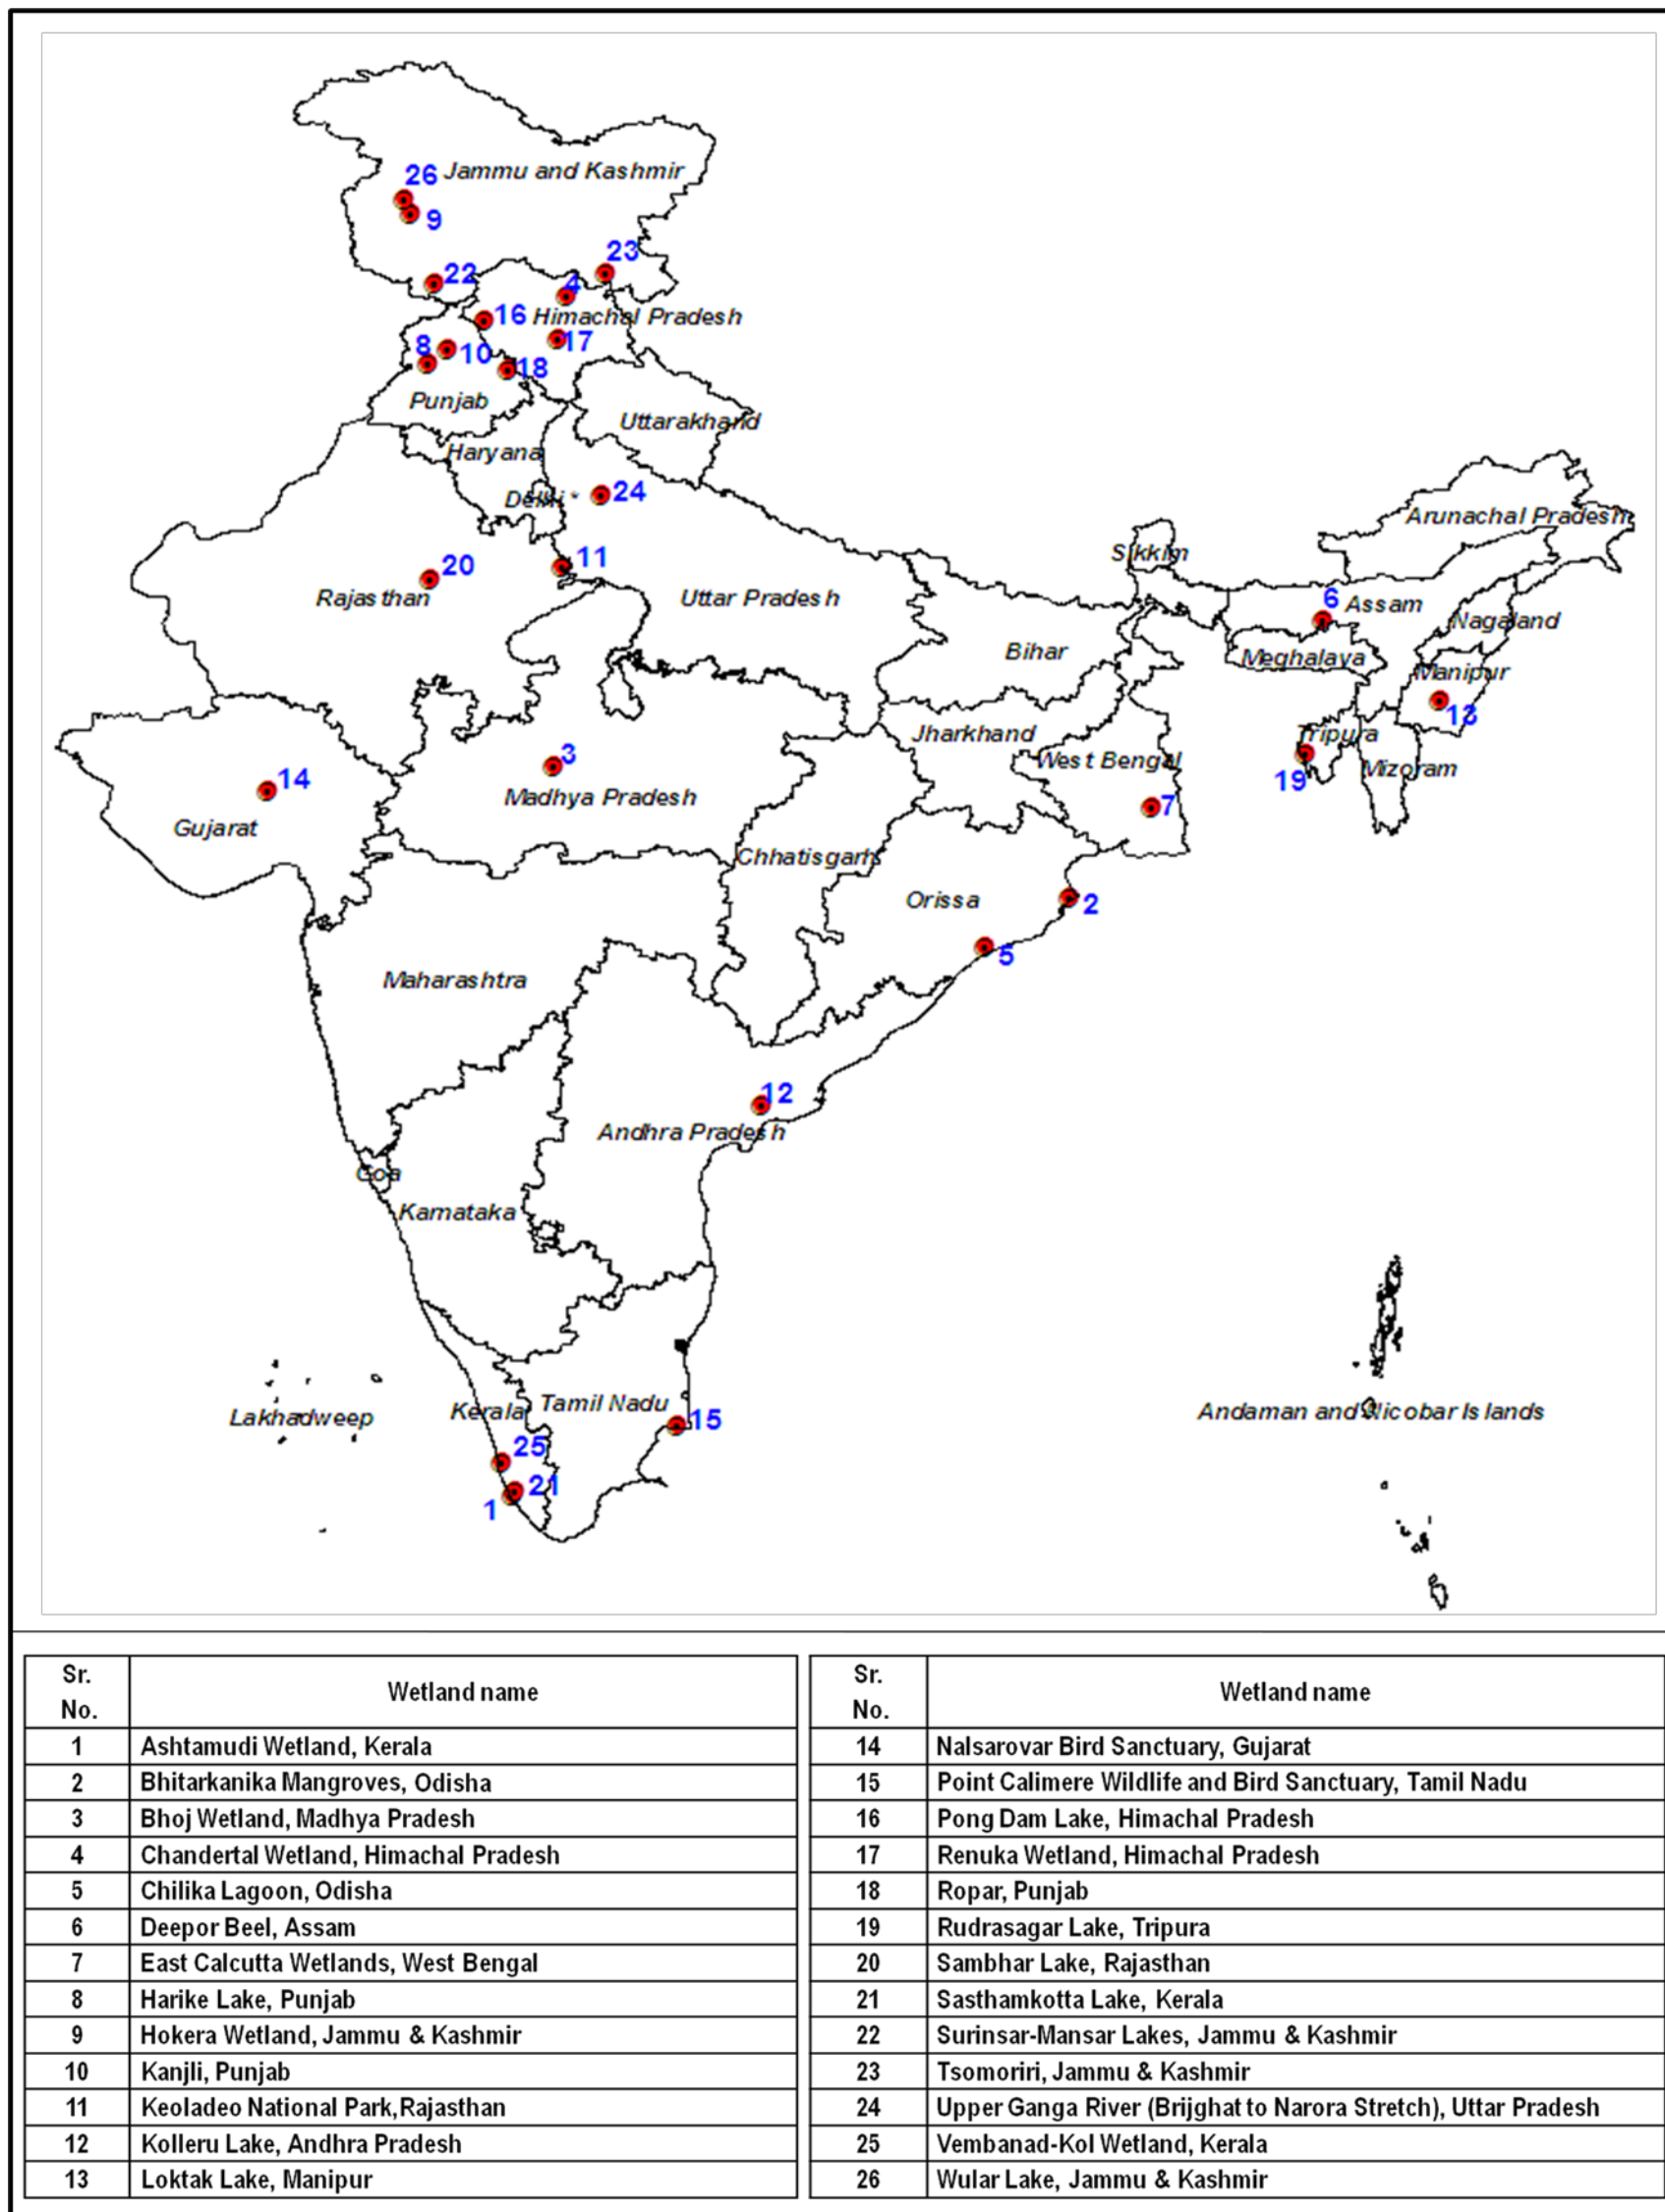 26
Jammu and Kashmir
9
23
22
4
16
Himachal Pradesh
17
8
10
18
Punjab
Uttarakhand
Haryana
Delhi *
24
Arunachal Pradesh
Sikkim
11
20
Rajasthan
Uttar Pradesh
6
Assam
Nagaland
Bihar
Meghalaya
Manipur
13
Jharkhand
Tripura
3
West Bengal
Mizoram
14
19
Madhya Pradesh
7
Gujarat
Chhatisgarh
Orissa
2
5
Maharashtra
12
Andhra Pradesh
Goa
Karnataka
Lakhadweep
Kerala
Tamil Nadu
15
Andaman and Nicobar Islands
25
21
1
Sr. No. Wetland name
1 Ashtamudi Wetland, Kerala
2 Bhitarkanika Mangroves, Odisha
3 Bhoj Wetland, Madhya Pradesh
4 Chandertal Wetland, Himachal Pradesh
5 Chilika Lagoon, Odisha
6 Deepor Beel, Assam
7 East Calcutta Wetlands, West Bengal
8 Harike Lake, Punjab
9 Hokera Wetland, Jammu & Kashmir
10 Kanjli, Punjab
11 Keoladeo National Park,Rajasthan
12 Kolleru Lake, Andhra Pradesh
13 Loktak Lake, Manipur
Sr. No. Wetland name
14 Nalsarovar Bird Sanctuary, Gujarat
15 Point Calimere Wildlife and Bird Sanctuary, Tamil Nadu
16 Pong Dam Lake, Himachal Pradesh
17 Renuka Wetland, Himachal Pradesh
18 Ropar, Punjab
19 Rudrasagar Lake, Tripura
20 Sambhar Lake, Rajasthan
21 Sasthamkotta Lake, Kerala
22 Surinsar-Mansar Lakes, Jammu & Kashmir
23 Tsomoriri, Jammu & Kashmir
24 Upper Ganga River (Brijghat to Narora Stretch), Uttar Pradesh
25 Vembanad-Kol Wetland, Kerala
26 Wular Lake, Jammu & Kashmir